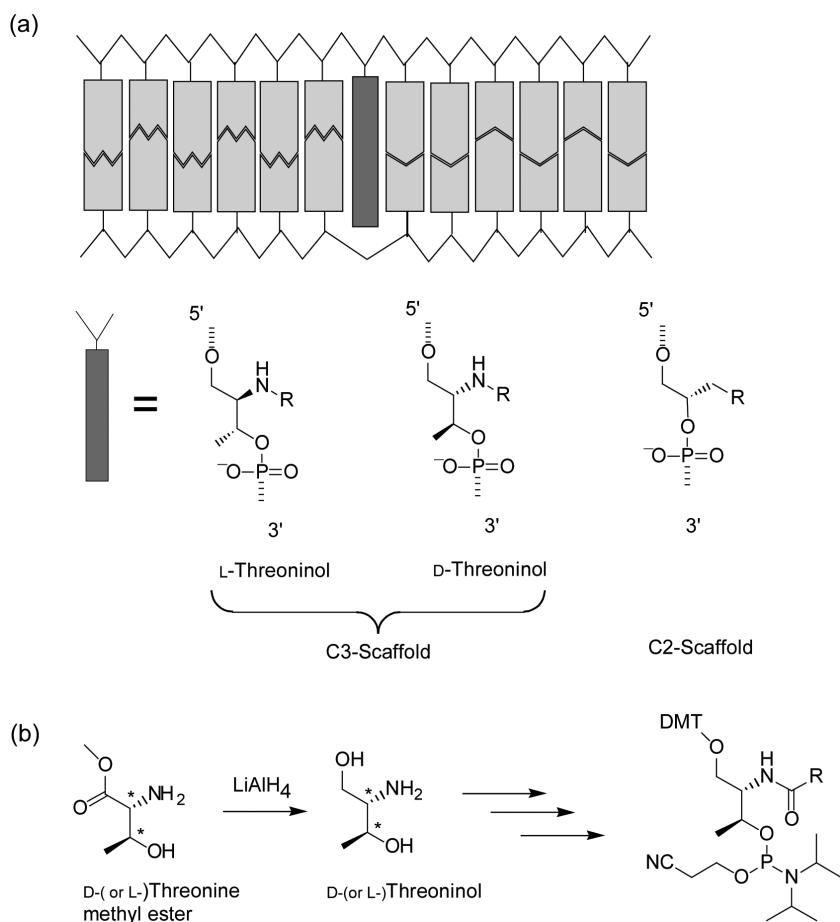 (a)
=
5'
O
H
N
R
O
⁻O–P=O
3'
L-Threoninol
5'
O
H
N
R
O
⁻O–P=O
3'
D-Threoninol
5'
O
R
O
⁻O–P=O
3'
C3-Scaffold
C2-Scaffold
(b)
O
O
*
NH2
*
OH
D-( or L-)Threonine
methyl ester
LiAlH4
OH
*
NH2
*
OH
D-(or L-)Threoninol
DMT
O
H
N
R
O
O
NC
O
P
N